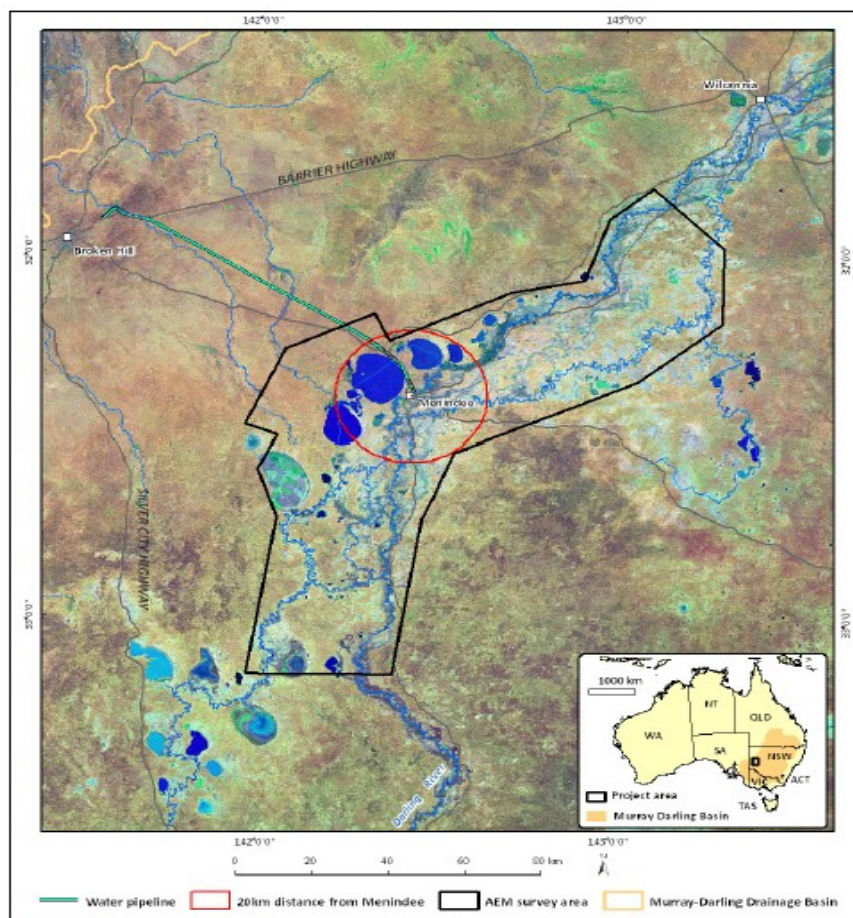 142°0'0"
143°0'0"
Wilcannia
BARRIER HIGHWAY
Broken Hill
32°0'0"
32°0'0"
Menindee
SILVER CITY HIGHWAY
33°0'0"
33°0'0"
Darling River
1000 km
NT
QLD
WA
SA
NSW
VIC
ACT
TAS
Project area
Murray Darling Basin
142°0'0"
143°0'0"
0 20 40 60 80 km
N
Water pipeline
20km distance from Menindee
AEM survey area
Murray-Darling Drainage Basin